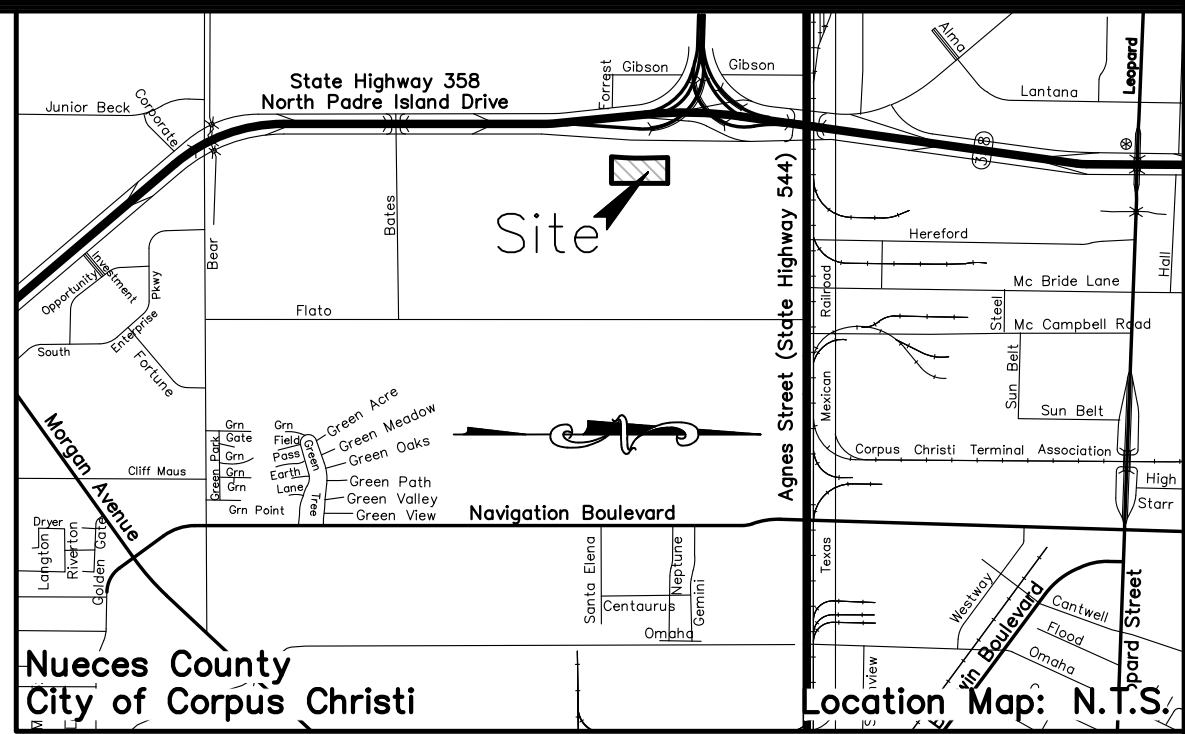 State Highway 358
North Padre Island Drive
Junior Beck
Corporate
Forrest
Gibson
Gibson
Alma
Lantana
Leopard
358
Bear
Bates
Site
Agnes Street (State Highway 544)
Hereford
Hall
Mc Bride Lane
Railroad
Steel
Mc Campbell Road
Opportunity
Investment
Pkwy
Enterprise
South
Fortune
Flato
Mexican
Sun Belt
Sun Belt
Corpus Christi Terminal Association
High
Starr
Morgan Avenue
Cliff Maus
Green Park
Grn
Gate
Grn
Grn
Grn
Grn
Field
Pass
Earth
Lane
Green
Tree
Grn Point
Green Acre
Green Meadow
Green Oaks
Green Path
Green Valley
Green View
Navigation Boulevard
Dryer
Langton
Riverton
Golden Gate
Santa Elena
Neptune
Centaurus
Gemini
Omaha
Texas
Westway
Cantwell
Flood
Omaha
vin Boulevard
opard Street
view
Nueces County
City of Corpus Christi
Location Map: N.T.S.